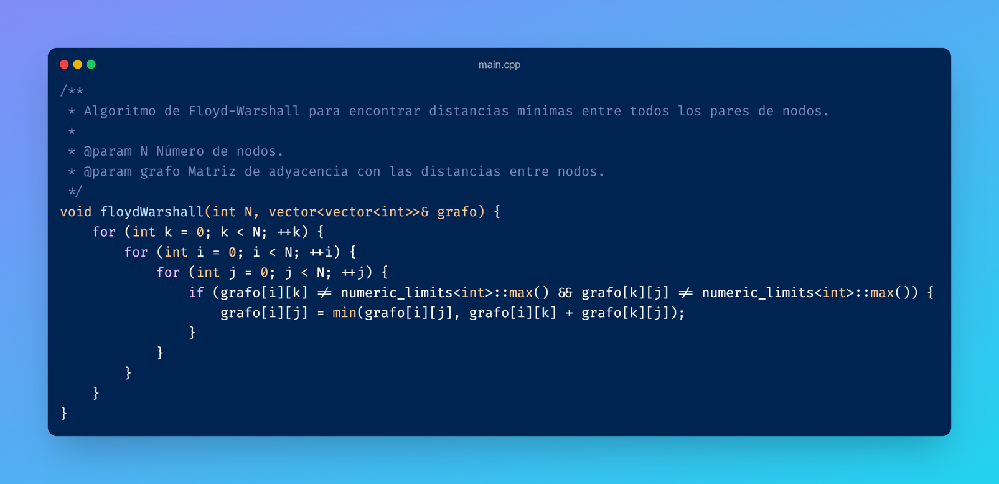 main.cpp
/**
 * Algoritmo de Floyd-Warshall para encontrar distancias mínimas entre todos los pares de nodos.
 *
 * @param N Número de nodos.
 * @param grafo Matriz de adyacencia con las distancias entre nodos.
 */
void floydWarshall(int N, vector<vector<int>>& grafo) {
    for (int k = 0; k < N; ++k) {
        for (int i = 0; i < N; ++i) {
            for (int j = 0; j < N; ++j) {
                if (grafo[i][k] != numeric_limits<int>::max() && grafo[k][j] != numeric_limits<int>::max()) {
                    grafo[i][j] = min(grafo[i][j], grafo[i][k] + grafo[k][j]);
                }
            }
        }
    }
}